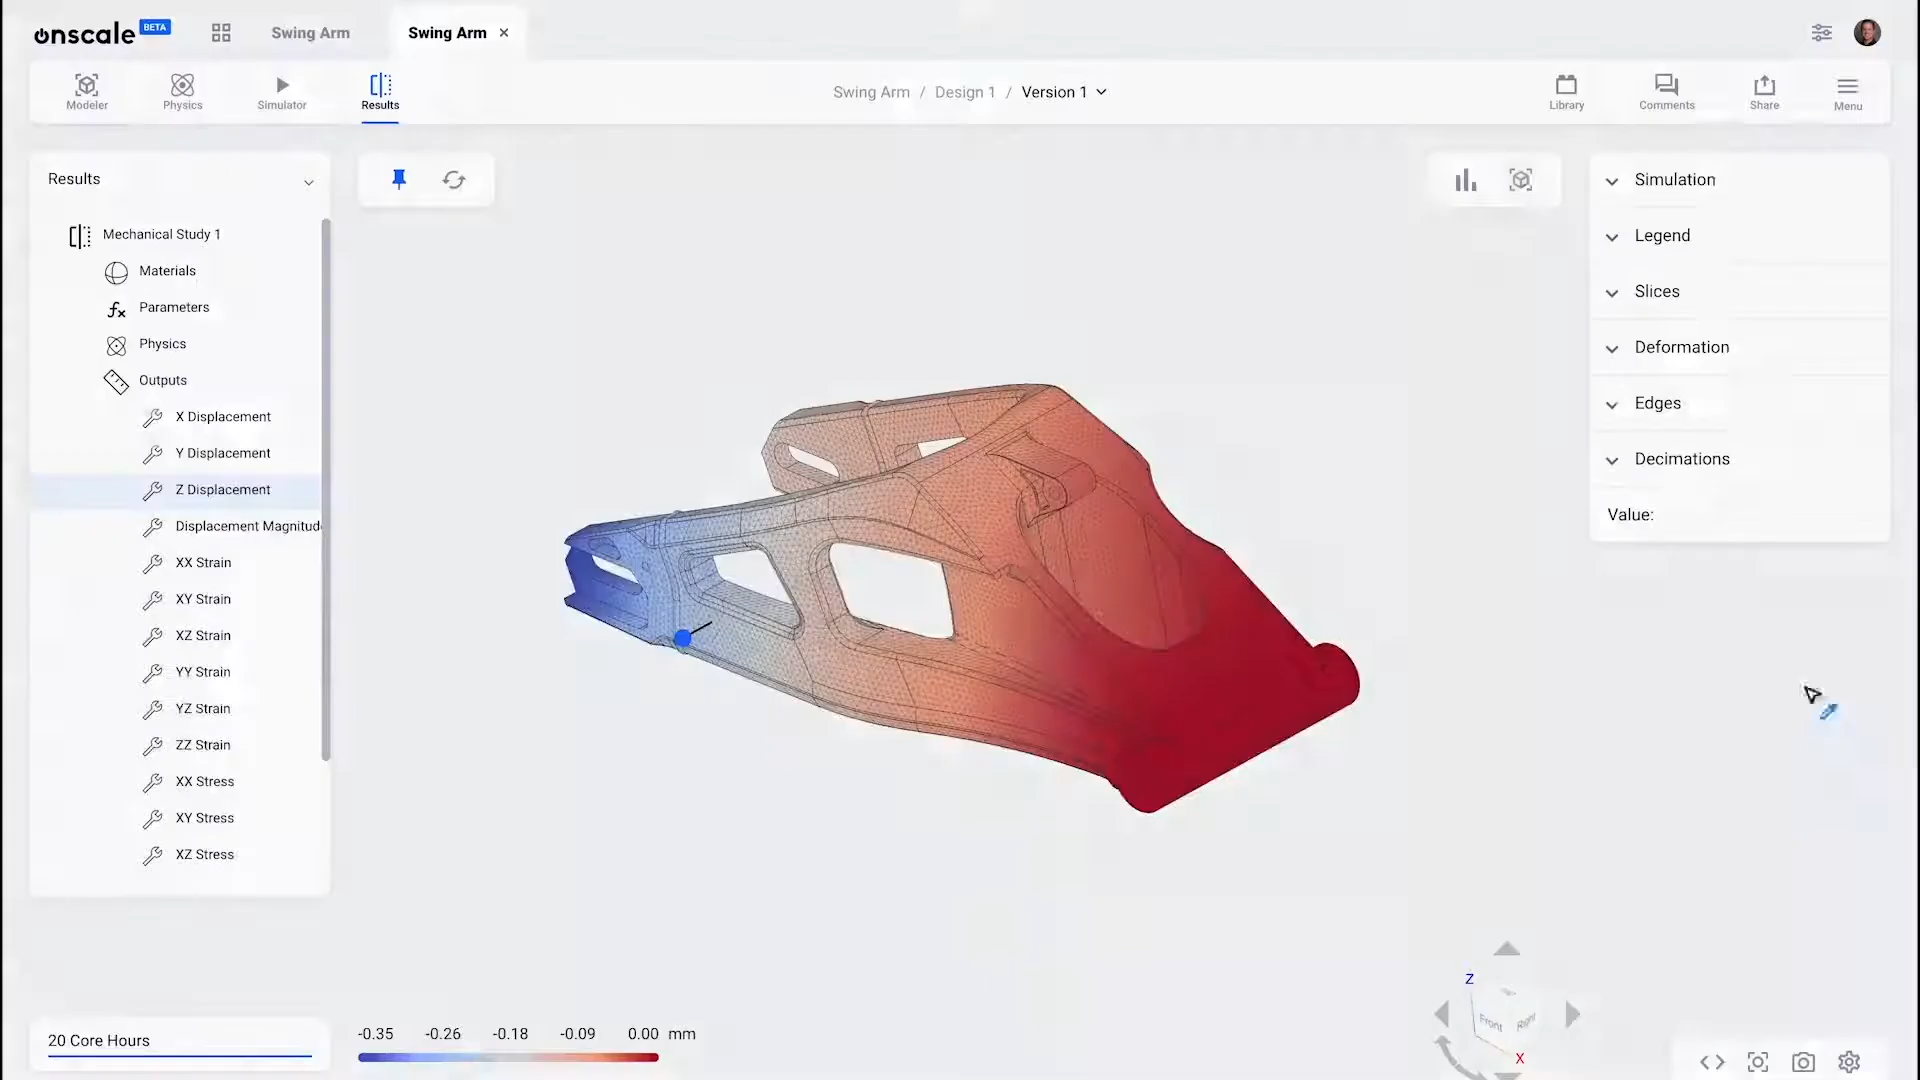 onscale BETA
Swing Arm
Swing Arm ×
Modeler
Physics
Simulator
Results
Swing Arm / Design 1 / Version 1
Library
Comments
Share
Menu
Results
Mechanical Study 1
Materials
Parameters
Physics
Outputs
X Displacement
Y Displacement
Z Displacement
Displacement Magnitud
XX Strain
XY Strain
XZ Strain
YY Strain
YZ Strain
ZZ Strain
XX Stress
XY Stress
XZ Stress
20 Core Hours
Simulation
Legend
Slices
Deformation
Edges
Decimations
Value:
-0.35 -0.26 -0.18 -0.09 0.00 mm
Z
Front
Right
X